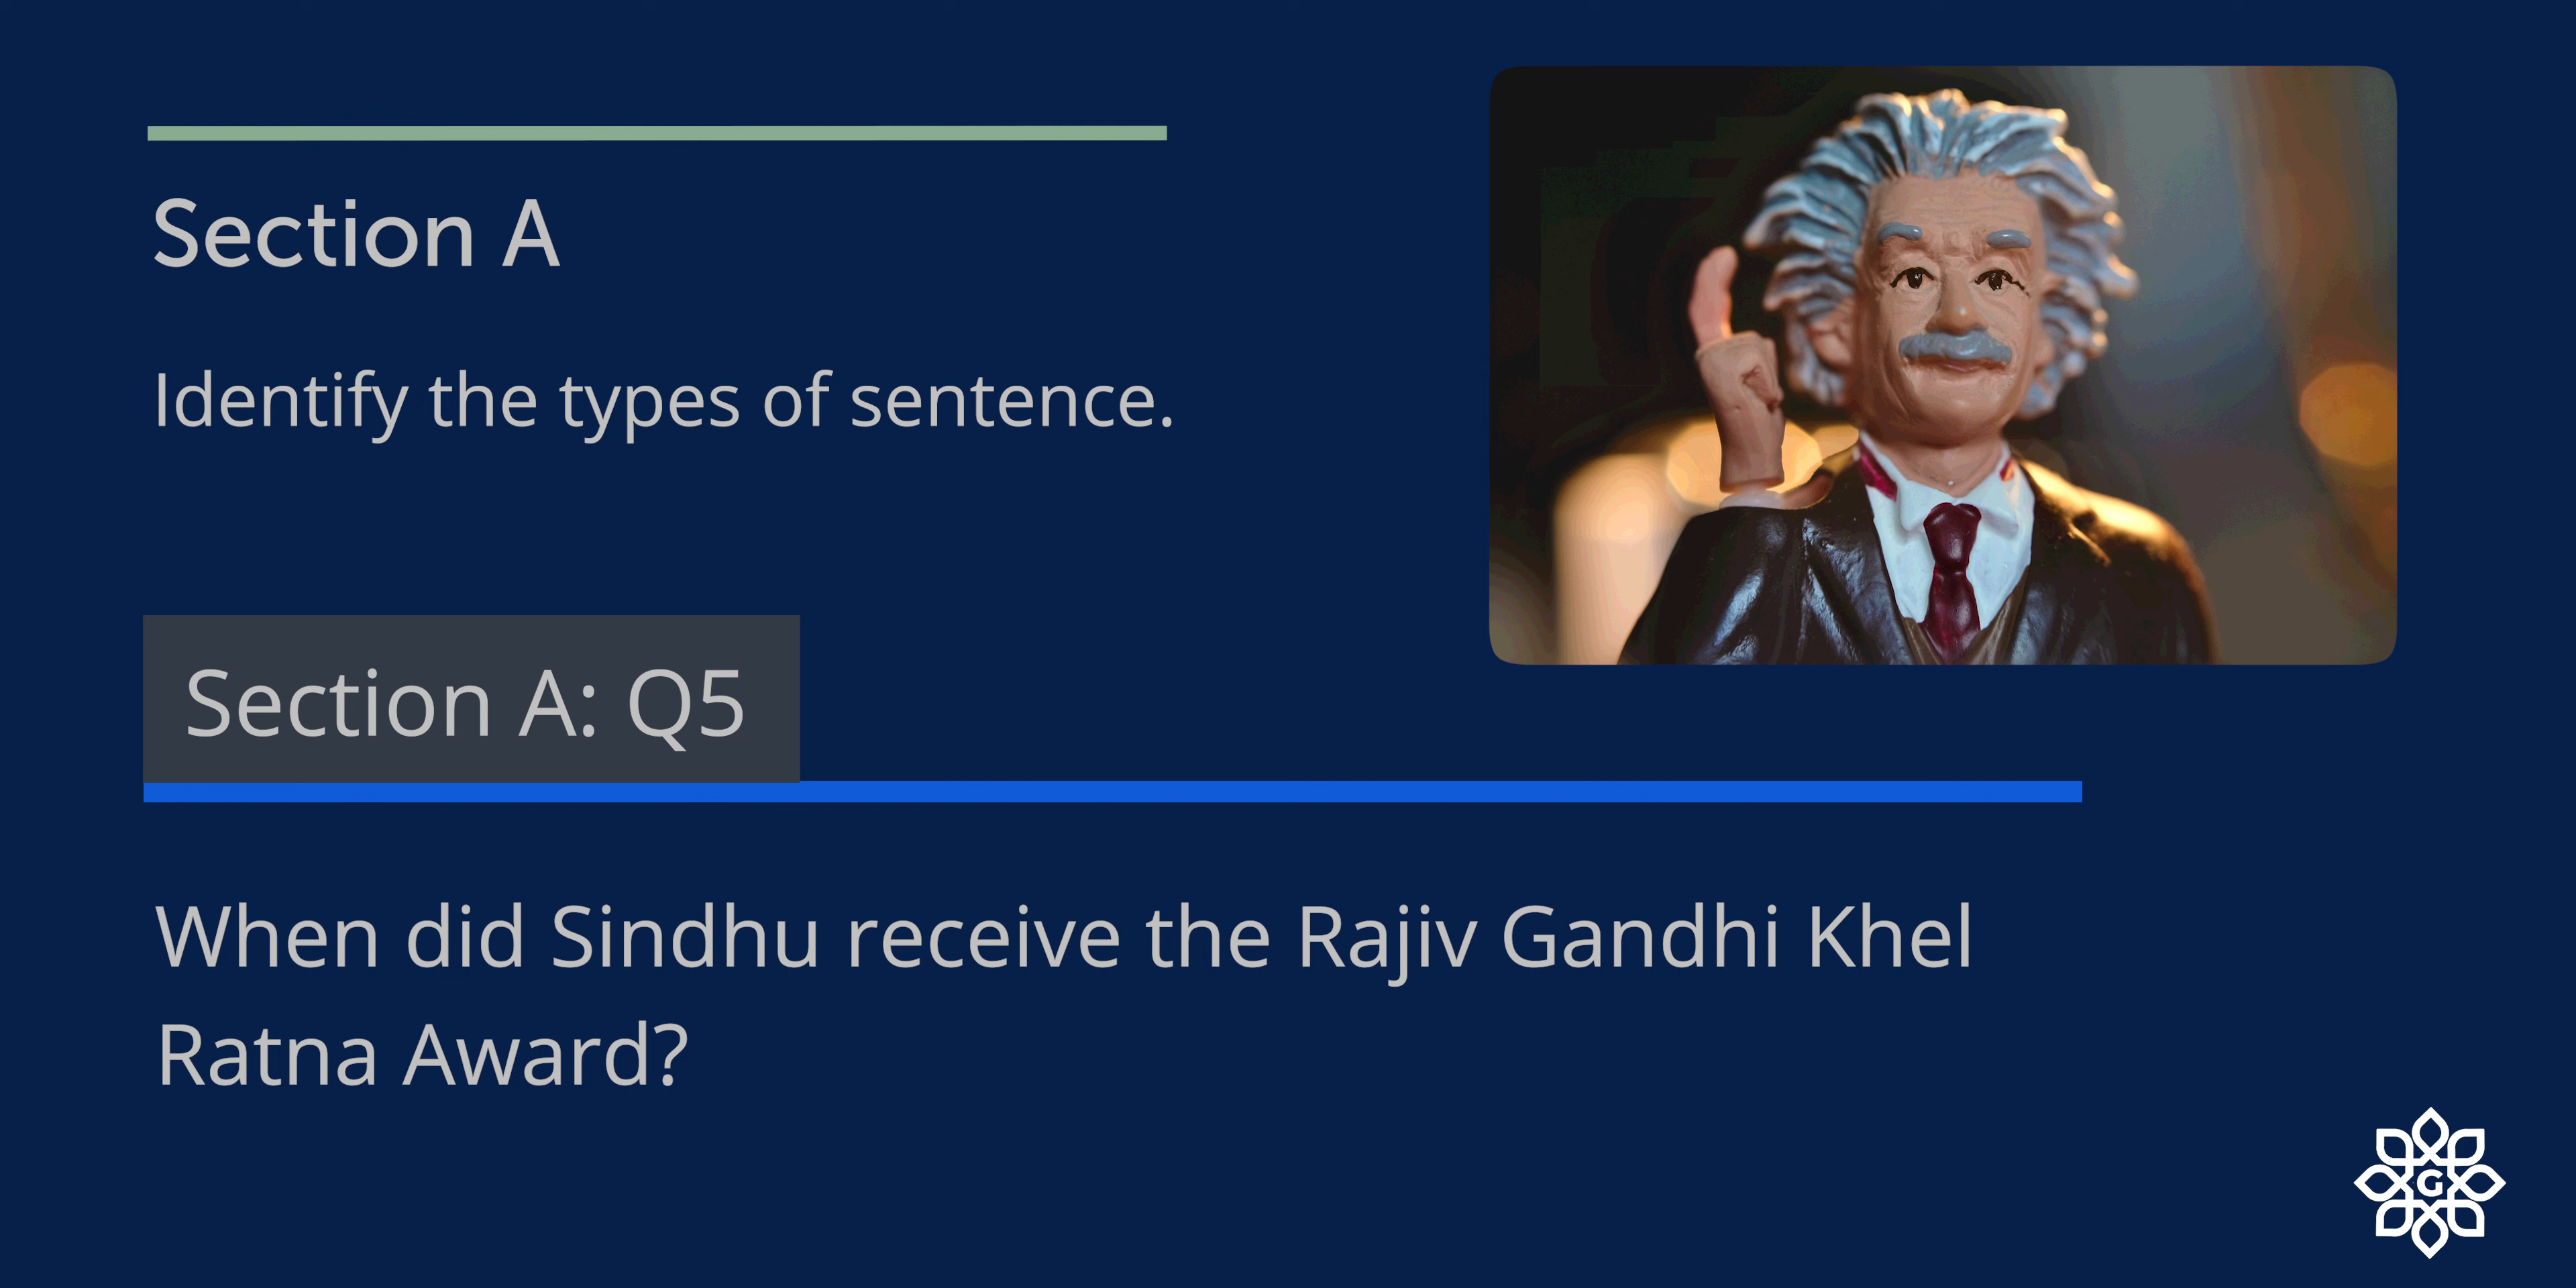 Section A
Identify the types of sentence.
Section A: Q5
When did Sindhu receive the Rajiv Gandhi Khel
Ratna Award?
G